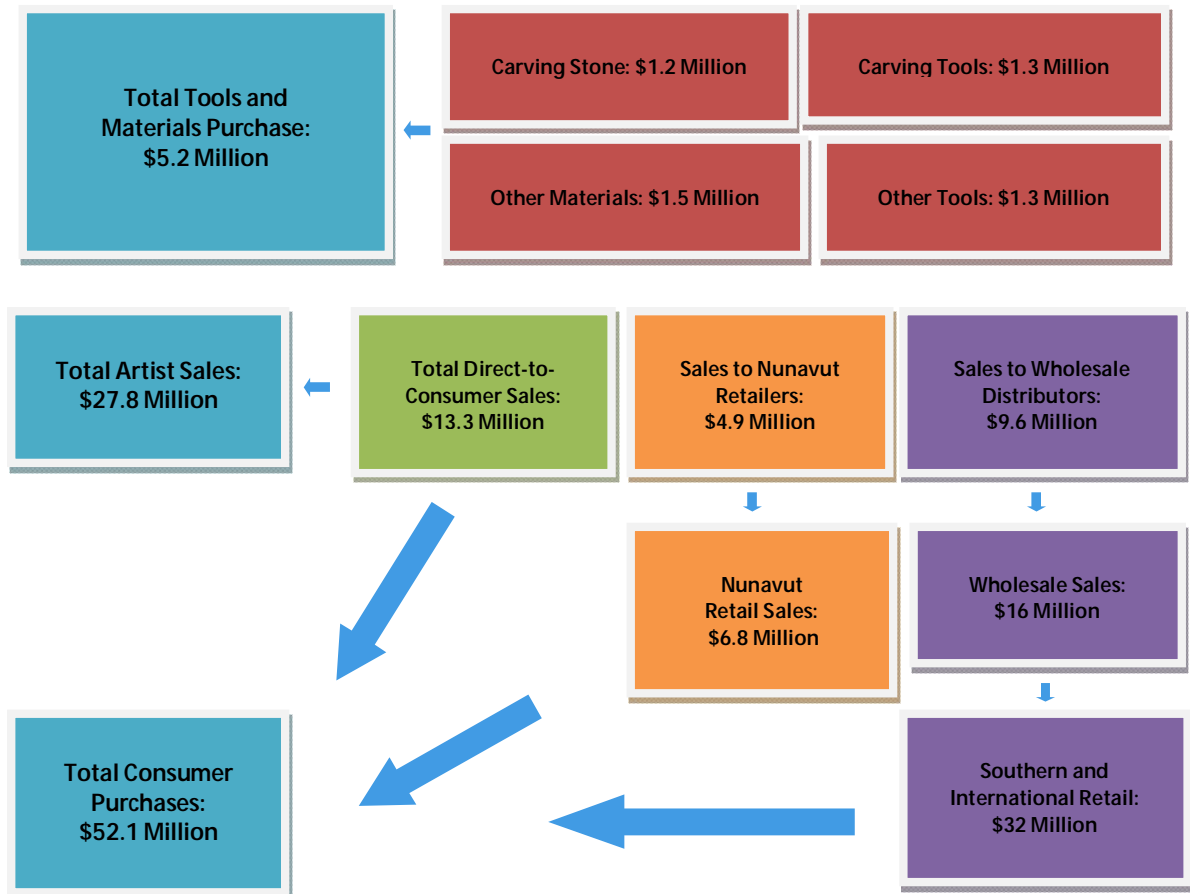 Total Tools and
Materials Purchase:
$5.2 Million
Carving Stone: $1.2 Million
Carving Tools: $1.3 Million
Other Materials: $1.5 Million
Other Tools: $1.3 Million
Total Artist Sales:
$27.8 Million
Total Direct-to-
Consumer Sales:
$13.3 Million
Sales to Nunavut
Retailers:
$4.9 Million
Sales to Wholesale
Distributors:
$9.6 Million
Nunavut
Retail Sales:
$6.8 Million
Wholesale Sales:
$16 Million
Total Consumer
Purchases:
$52.1 Million
Southern and
International Retail:
$32 Million